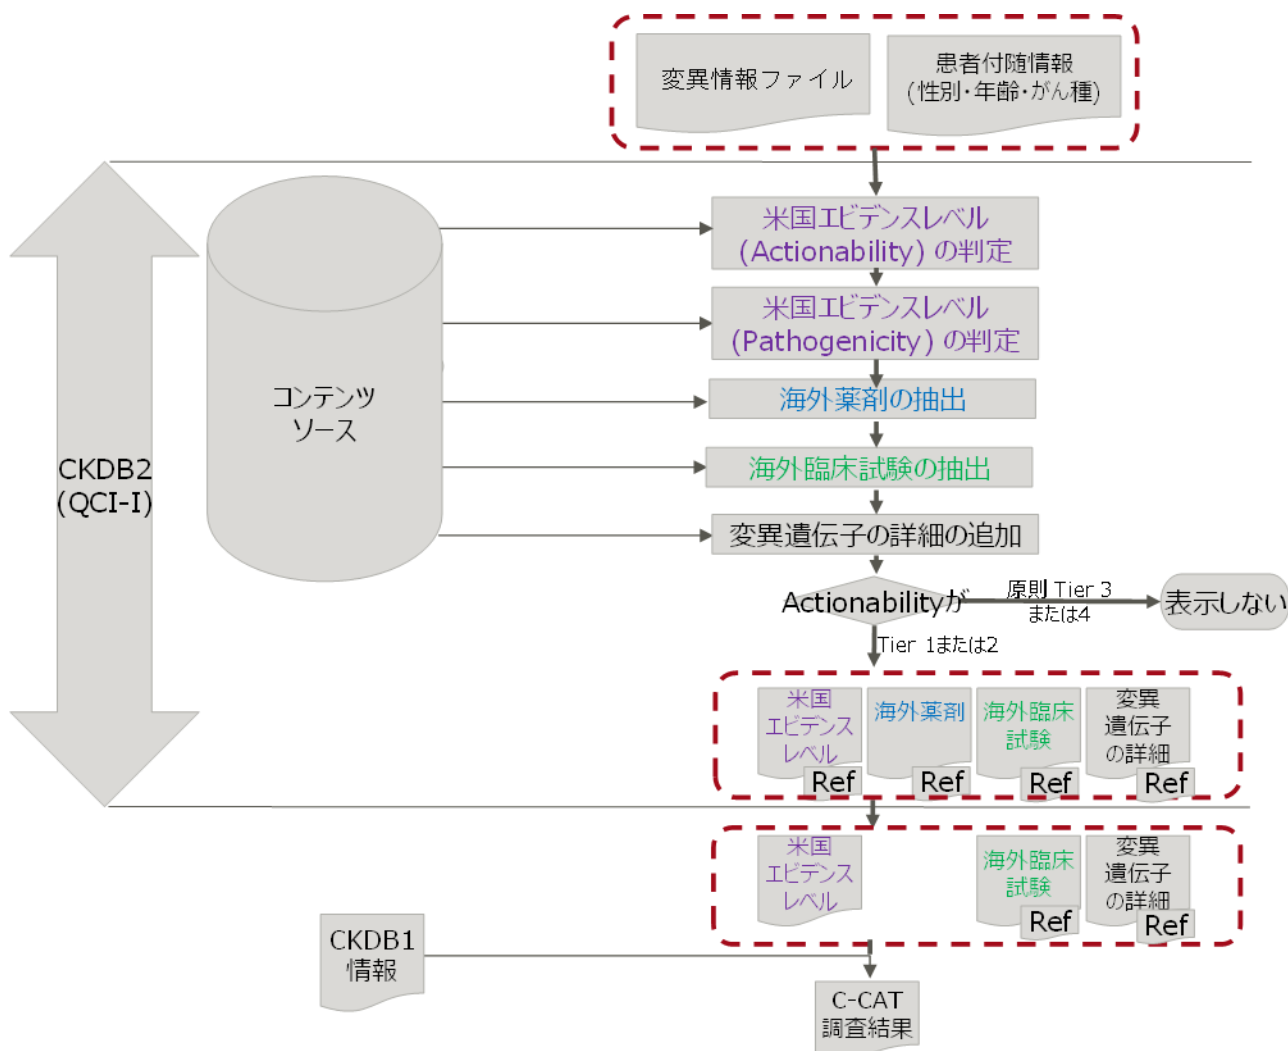 変異情報ファイル
患者付随情報
(性別・年齢・がん種)
米国エビデンスレベル
(Actionability) の判定
米国エビデンスレベル
(Pathogenicity) の判定
コンテンツ
ソース
海外薬剤の抽出
CKDB2
(QCI-I)
海外臨床試験の抽出
変異遺伝子の詳細の追加
Actionabilityが
原則 Tier 3
または4
表示しない
Tier 1または2
米国
エビデンス
レベル
Ref
海外薬剤
Ref
海外臨床
試験
Ref
変異
遺伝子
の詳細
Ref
米国
エビデンス
レベル
海外臨床
試験
Ref
変異
遺伝子
の詳細
Ref
CKDB1
情報
C-CAT
調査結果